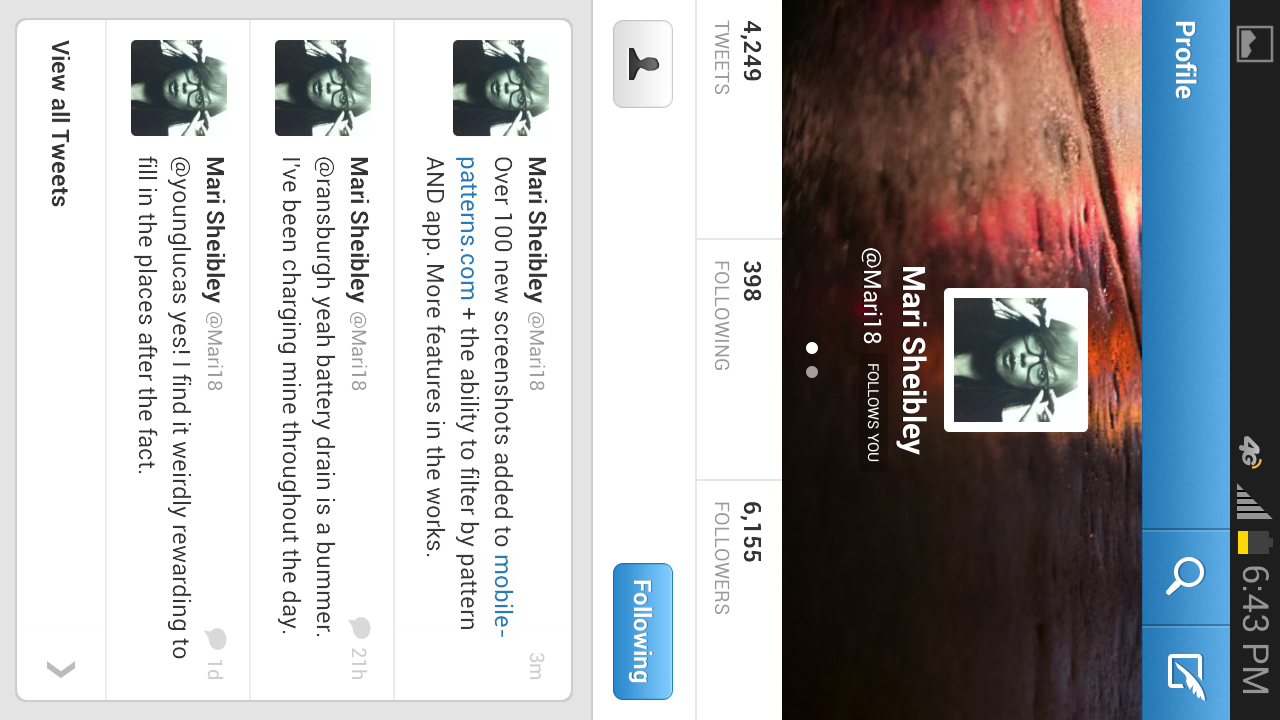 4G 6:43 PM
Profile
Mari Sheibley
@Mari18 FOLLOWS YOU
4,249 398 6,155
TWEETS FOLLOWING FOLLOWERS
Following
Mari Sheibley @Mari18 3m
Over 100 new screenshots added to mobile-
patterns.com + the ability to filter by pattern
AND app. More features in the works.
Mari Sheibley @Mari18 21h
@ransburgh yeah battery drain is a bummer.
I've been charging mine throughout the day.
Mari Sheibley @Mari18 1d
@younglucas yes! I find it weirdly rewarding to
fill in the places after the fact.
View all Tweets